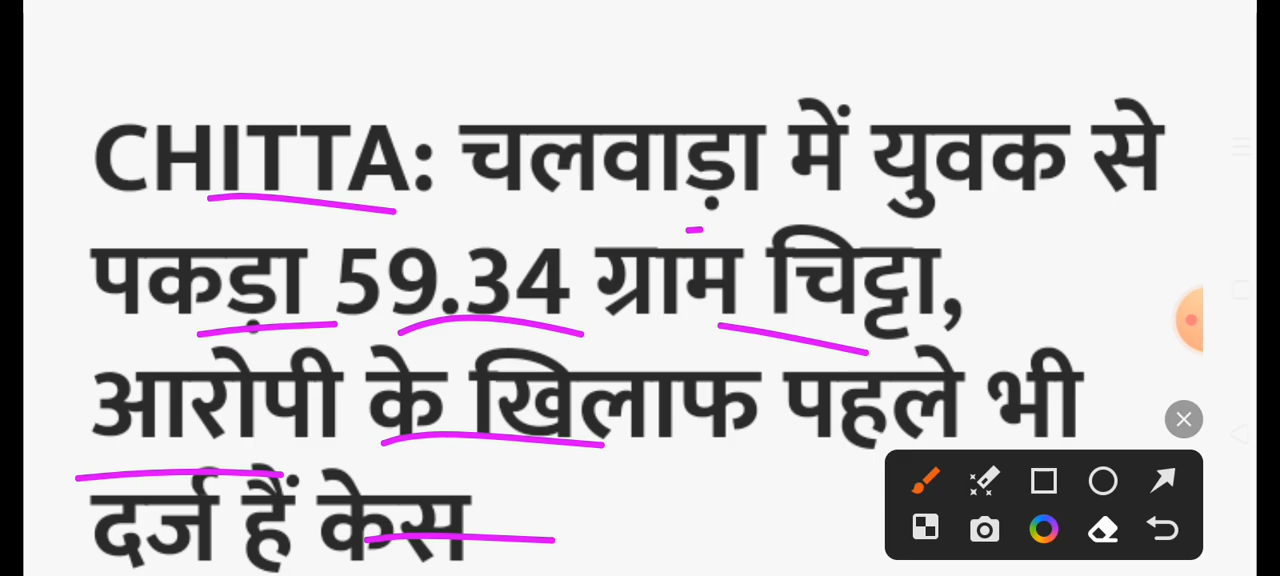 CHITTA: चलवाड़ा में युवक से
पकड़ा 59.34 ग्राम चिट्टा,
आरोपी के खिलाफ पहले भी
दर्ज हैं केस